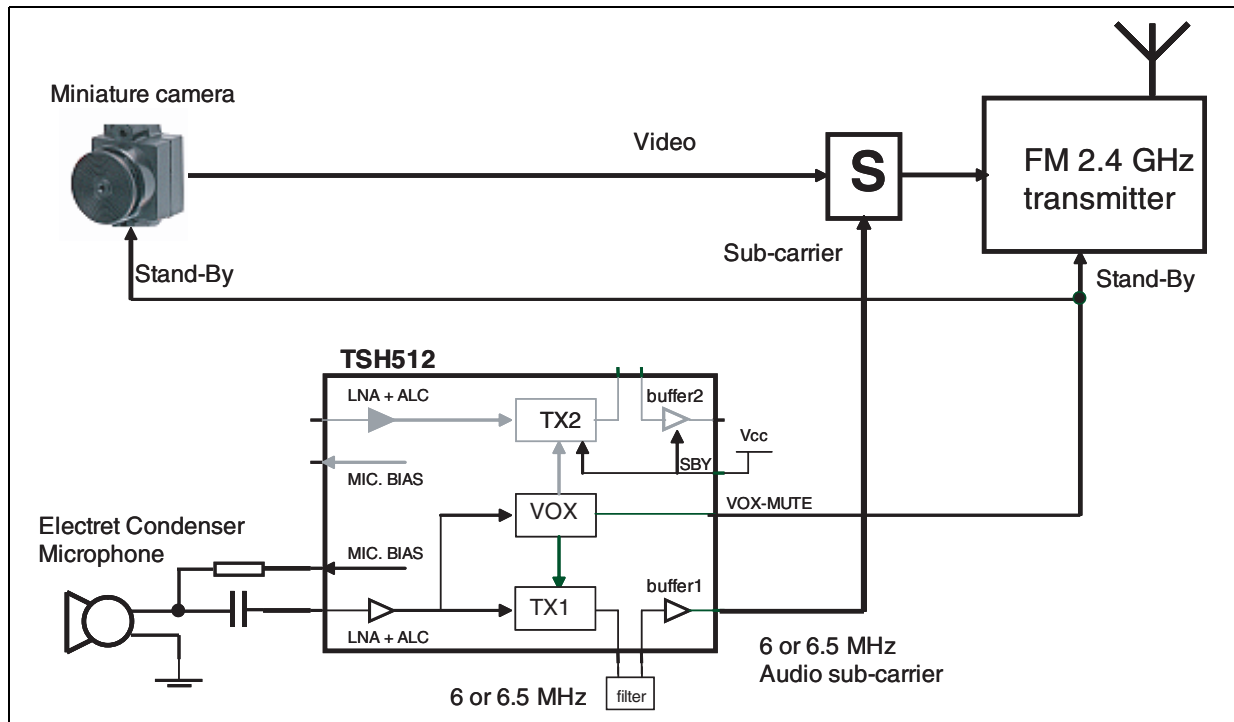 Miniature camera
Video
S
FM 2.4 GHz
transmitter
Sub-carrier
Stand-By
Stand-By
TSH512
LNA + ALC
TX2
buffer2
Vcc
SBY
MIC. BIAS
VOX
VOX-MUTE
Electret Condenser
Microphone
MIC. BIAS
TX1
buffer1
LNA + ALC
6 or 6.5 MHz
Audio sub-carrier
6 or 6.5 MHz
filter